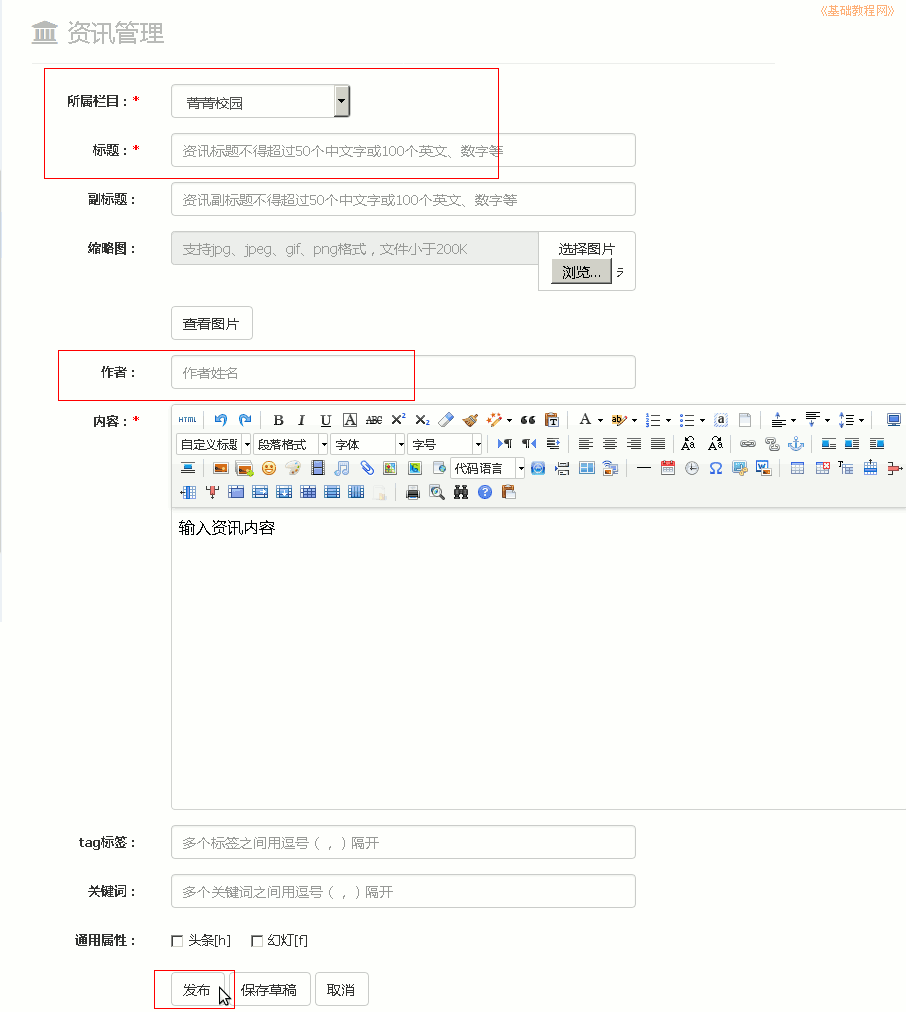 《基础教程网》
资讯管理
所属栏目：* 菁菁校园
标题：* 资讯标题不得超过50个中文字或100个英文、数字等
副标题： 资讯副标题不得超过50个中文字或100个英文、数字等
缩略图： 支持jpg、jpeg、gif、png格式，文件小于200K 选择图片
浏览...
查看图片
作者： 作者姓名
内容：* HTML B I U A ABC X² X₂ A ab
自定义标题 段落格式 字体 字号
代码语言
输入资讯内容
tag标签： 多个标签之间用逗号（，）隔开
关键词： 多个关键词之间用逗号（，）隔开
通用属性： 头条[h] 幻灯[f]
发布 保存草稿 取消